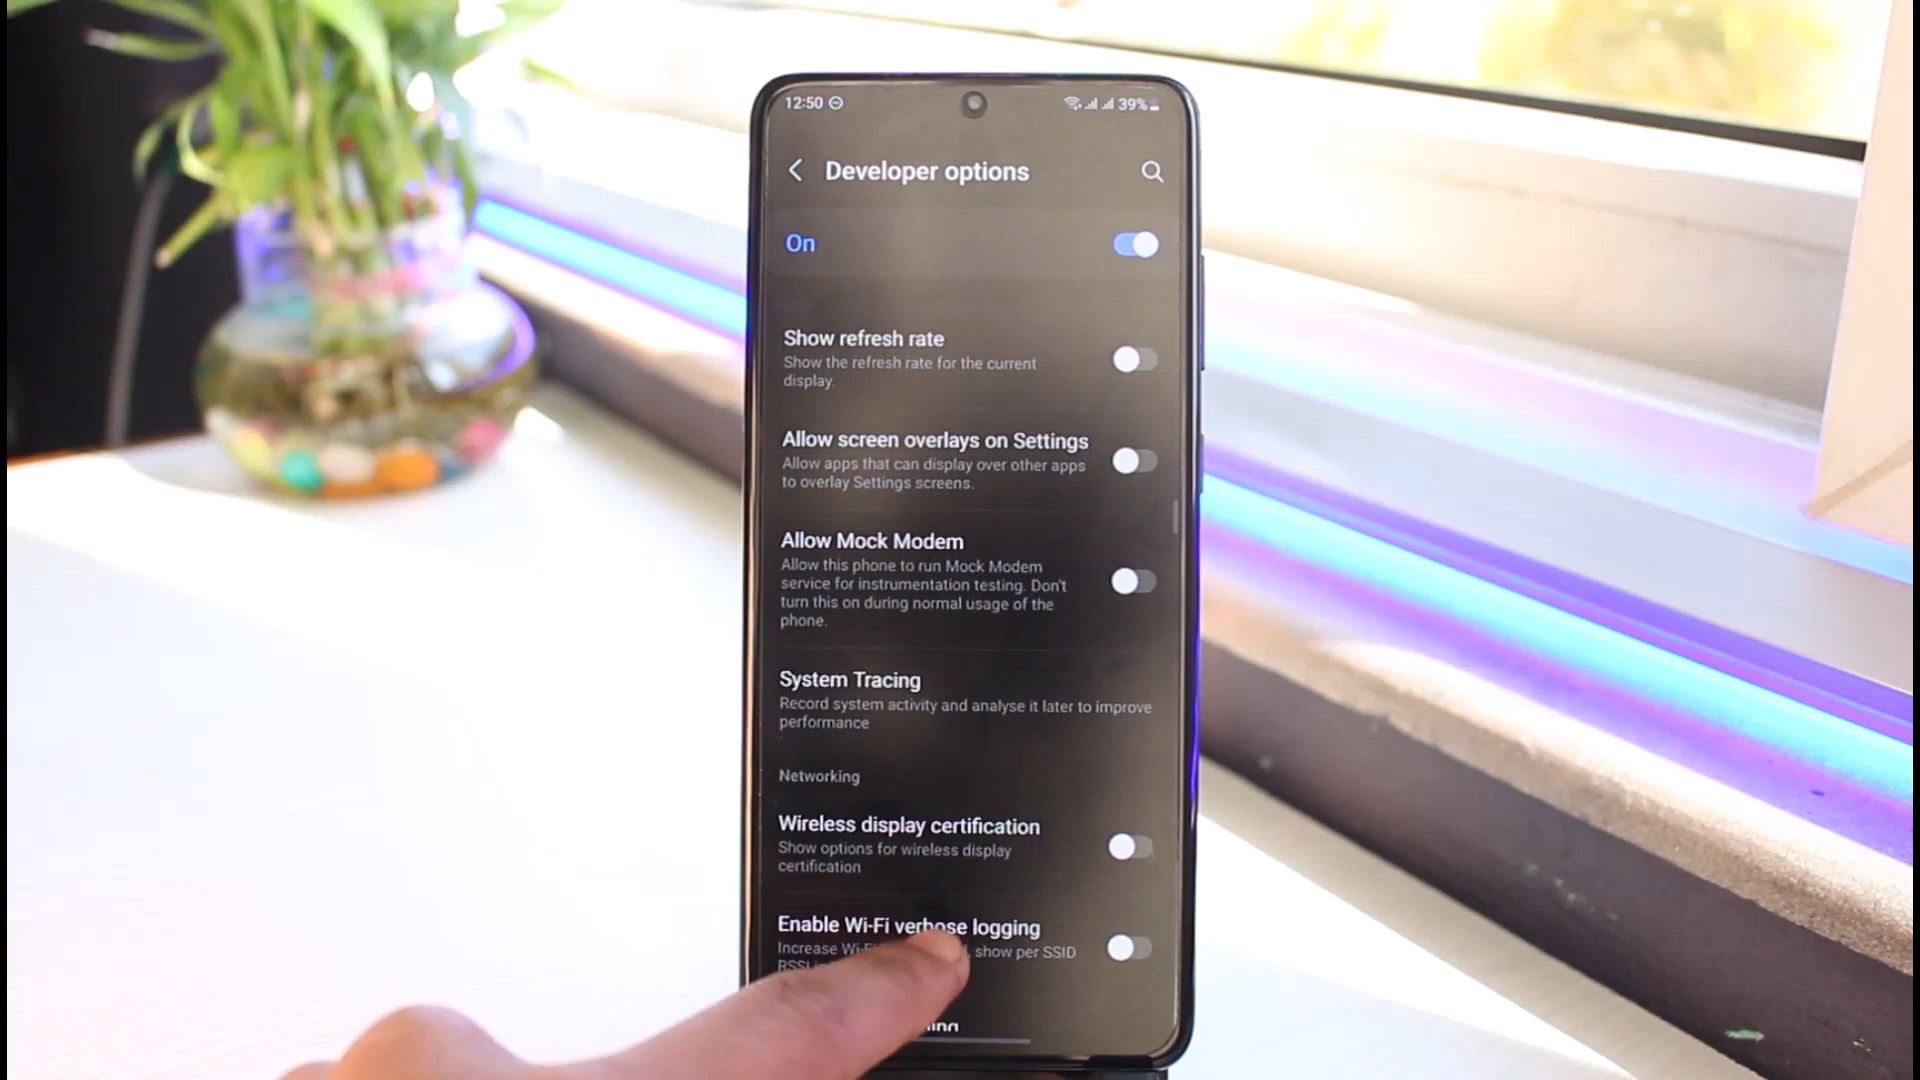 12:50
39%
Developer options
On
Show refresh rate
Show the refresh rate for the current
display.
Allow screen overlays on Settings
Allow apps that can display over other apps
to overlay Settings screens.
Allow Mock Modem
Allow this phone to run Mock Modem
service for instrumentation testing. Don't
turn this on during normal usage of the
phone.
System Tracing
Record system activity and analyse it later to improve
performance
Networking
Wireless display certification
Show options for wireless display
certification
Enable Wi-Fi verbose logging
Increase show per SSID